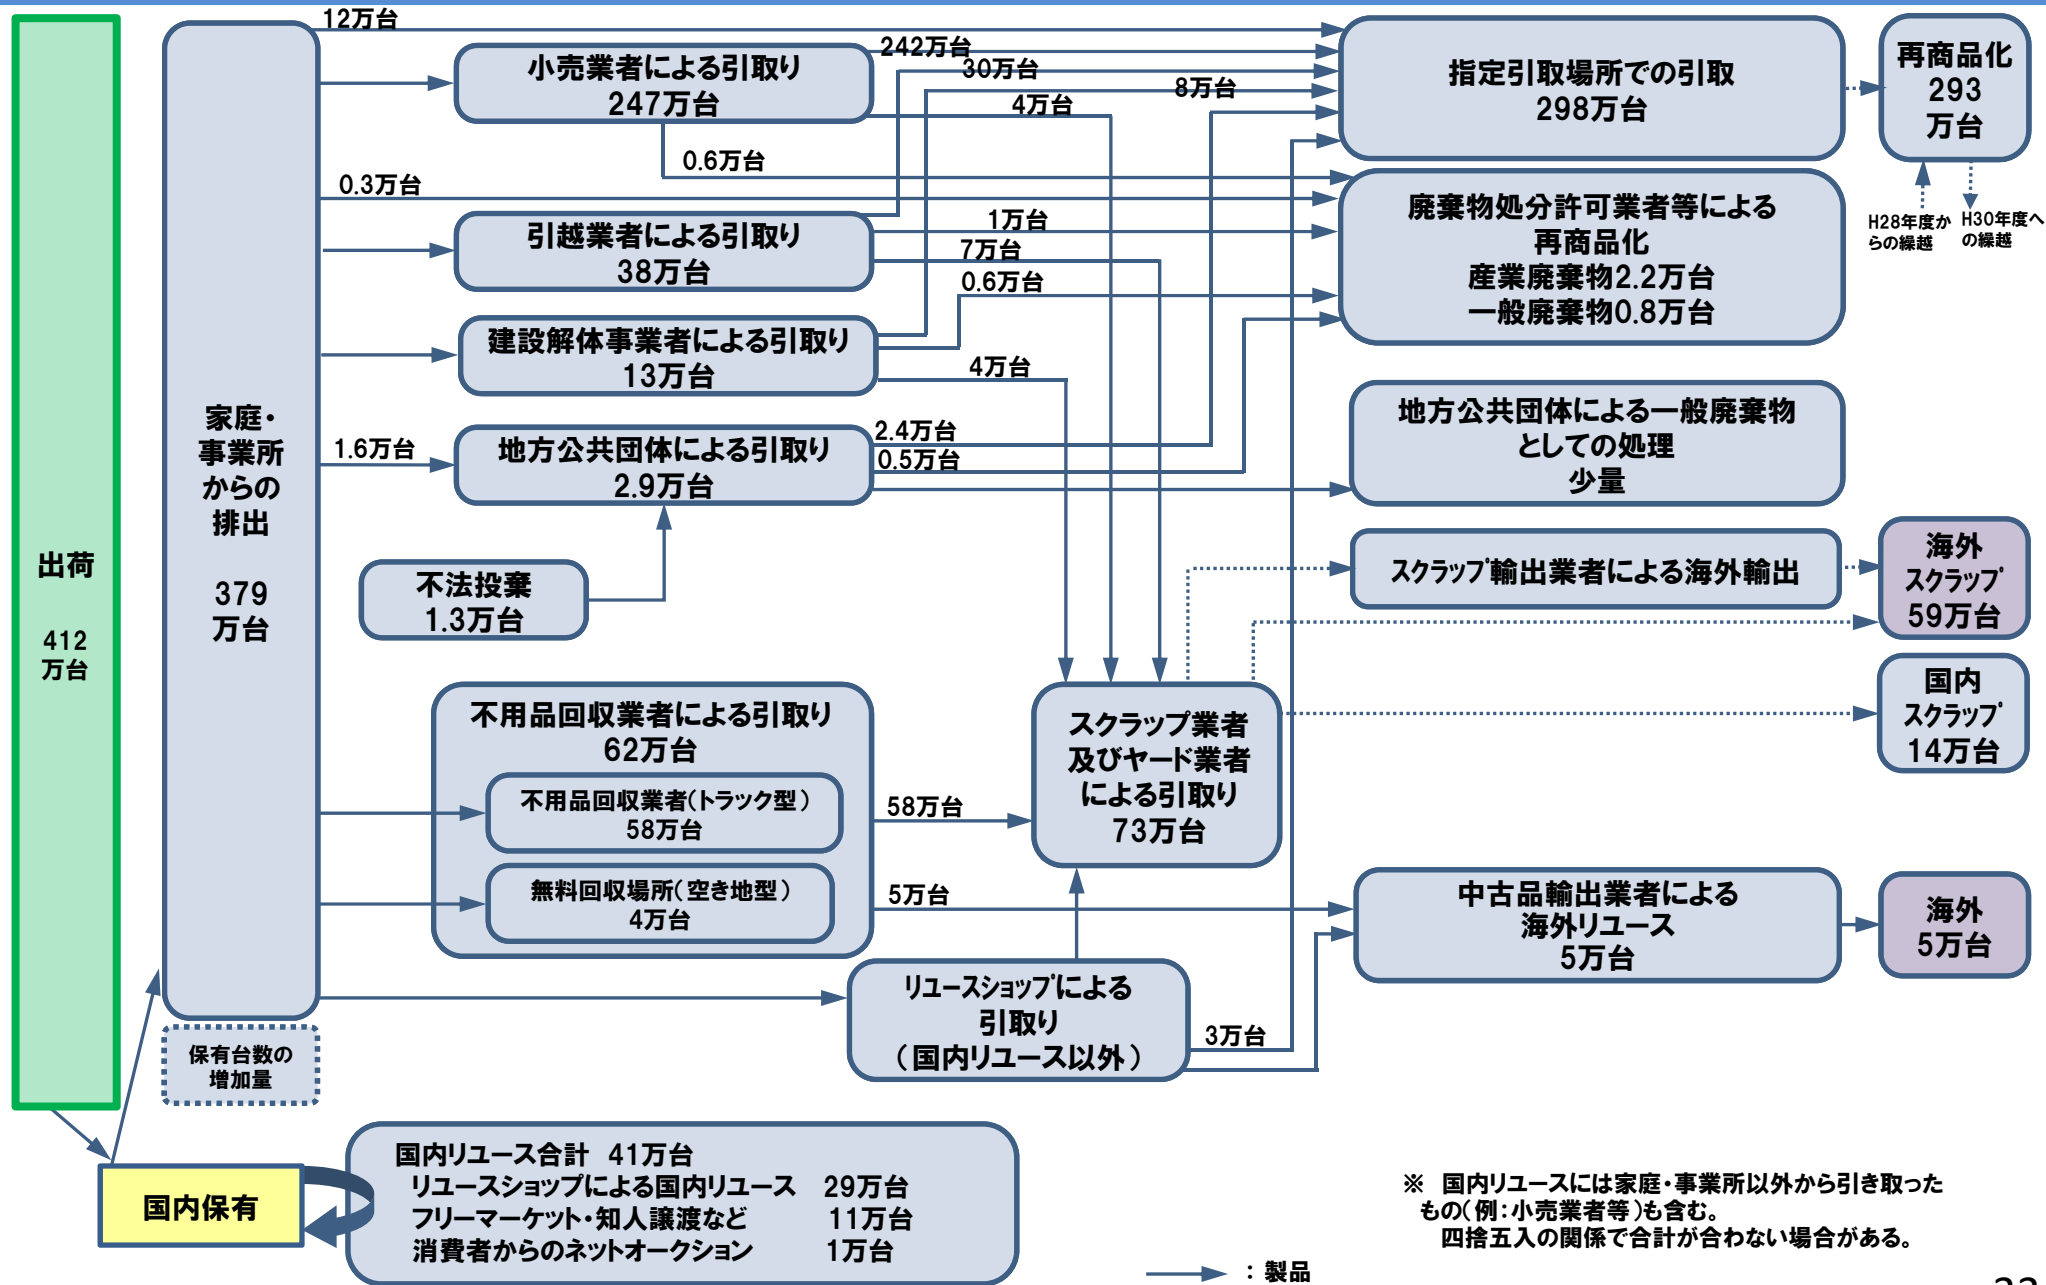 出荷
412
万台
家庭・
事業所
からの
排出
379
万台
保有台数の
増加量
国内保有
12万台
小売業者による引取り
247万台
242万台
30万台
8万台
4万台
0.6万台
0.3万台
引越業者による引取り
38万台
1万台
7万台
0.6万台
建設解体事業者による引取り
13万台
4万台
1.6万台
地方公共団体による引取り
2.9万台
2.4万台
0.5万台
不法投棄
1.3万台
不用品回収業者による引取り
62万台
不用品回収業者（トラック型）
58万台
無料回収場所（空き地型）
4万台
58万台
5万台
スクラップ業者
及びヤード業者
による引取り
73万台
リユースショップによる
引取り
（国内リユース以外）
3万台
指定引取場所での引取
298万台
再商品化
293
万台
H28年度か
らの繰越
H30年度へ
の繰越
廃棄物処分許可業者等による
再商品化
産業廃棄物2.2万台
一般廃棄物0.8万台
地方公共団体による一般廃棄物
としての処理
少量
スクラップ輸出業者による海外輸出
海外
スクラップ
59万台
国内
スクラップ
14万台
中古品輸出業者による
海外リユース
5万台
海外
5万台
国内リユース合計 41万台
リユースショップによる国内リユース 29万台
フリーマーケット・知人譲渡など 11万台
消費者からのネットオークション 1万台
※ 国内リユースには家庭・事業所以外から引き取った
もの（例：小売業者等）も含む。
四捨五入の関係で合計が合わない場合がある。
：製品